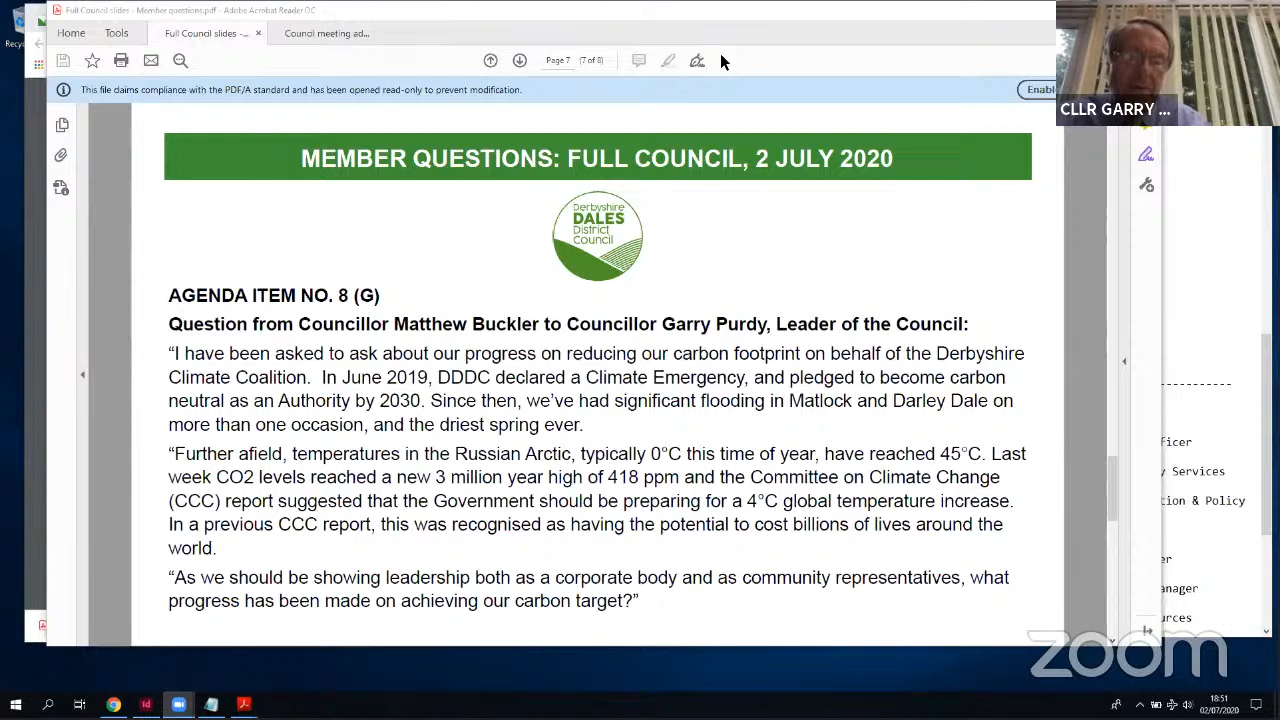 Full Council slides - Member questions.pdf - Adobe Acrobat Reader DC
Home Tools Full Council slides -... × Council meeting ad...
Page 7 (7 of 8)
This file claims compliance with the PDF/A standard and has been opened read-only to prevent modification.
CLLR GARRY ...
MEMBER QUESTIONS: FULL COUNCIL, 2 JULY 2020
Derbyshire
DALES
District
Council
AGENDA ITEM NO. 8 (G)
Question from Councillor Matthew Buckler to Councillor Garry Purdy, Leader of the Council:
“I have been asked to ask about our progress on reducing our carbon footprint on behalf of the Derbyshire
Climate Coalition. In June 2019, DDDC declared a Climate Emergency, and pledged to become carbon
neutral as an Authority by 2030. Since then, we’ve had significant flooding in Matlock and Darley Dale on
more than one occasion, and the driest spring ever.
“Further afield, temperatures in the Russian Arctic, typically 0°C this time of year, have reached 45°C. Last
week CO2 levels reached a new 3 million year high of 418 ppm and the Committee on Climate Change
(CCC) report suggested that the Government should be preparing for a 4°C global temperature increase.
In a previous CCC report, this was recognised as having the potential to cost billions of lives around the
world.
“As we should be showing leadership both as a corporate body and as community representatives, what
progress has been made on achieving our carbon target?”
ficer
y Services
tion & Policy
er
anager
urces
zoom
18:51
02/07/2020